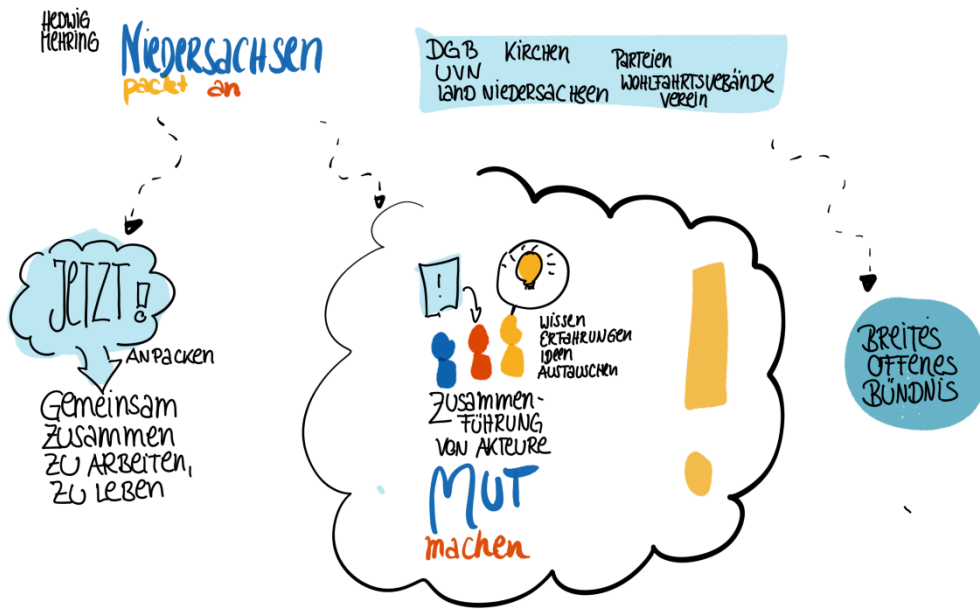 HEDWIG
MEHRING
NIEDERSACHSEN
packt an
DGB KIRCHEN PARTEIEN
UVN WOHLFAHRTSVEBÄNDE
LAND NIEDERSACHSEN VEREIN
JETZT!
ANPACKEN
GEMEINSAM
ZUSAMMEN
ZU ARBEITEN,
ZU LEBEN
!
WISSEN
ERFAHRUNGEN
IDEEN
AUSTAUSCHEN
ZUSAMMEN-
FÜHRUNG
VON AKTEURE
MUT
machen
!
BREITES
OFFENES
BÜNDNIS